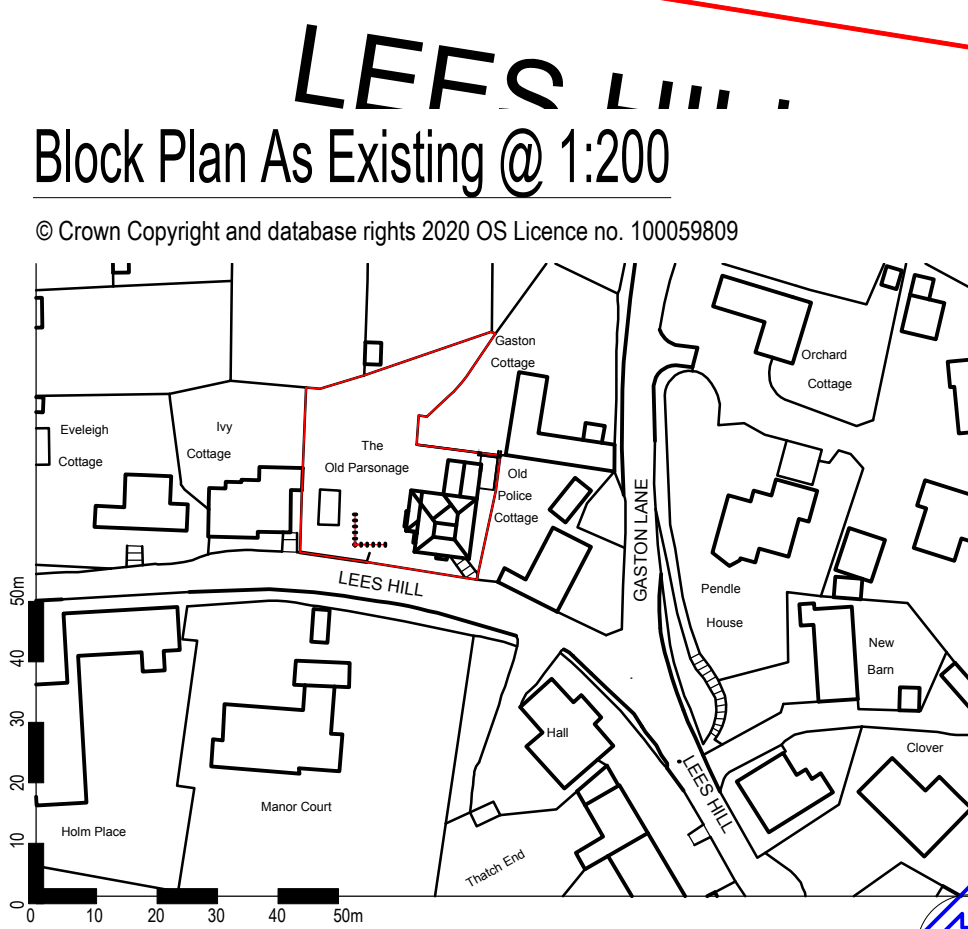 LEES HILL
Block Plan As Existing @ 1:200
© Crown Copyright and database rights 2020 OS Licence no. 100059809
Gaston
Cottage
Orchard
Cottage
Eveleigh
Cottage
Ivy
Cottage
The
Old Parsonage
Old
Police
Cottage
GASTON LANE
LEES HILL
Pendle
House
New
Barn
Hall
LEES HILL
Clover
Manor Court
Holm Place
Thatch End
50m
40
30
20
10
0
0 10 20 30 40 50m